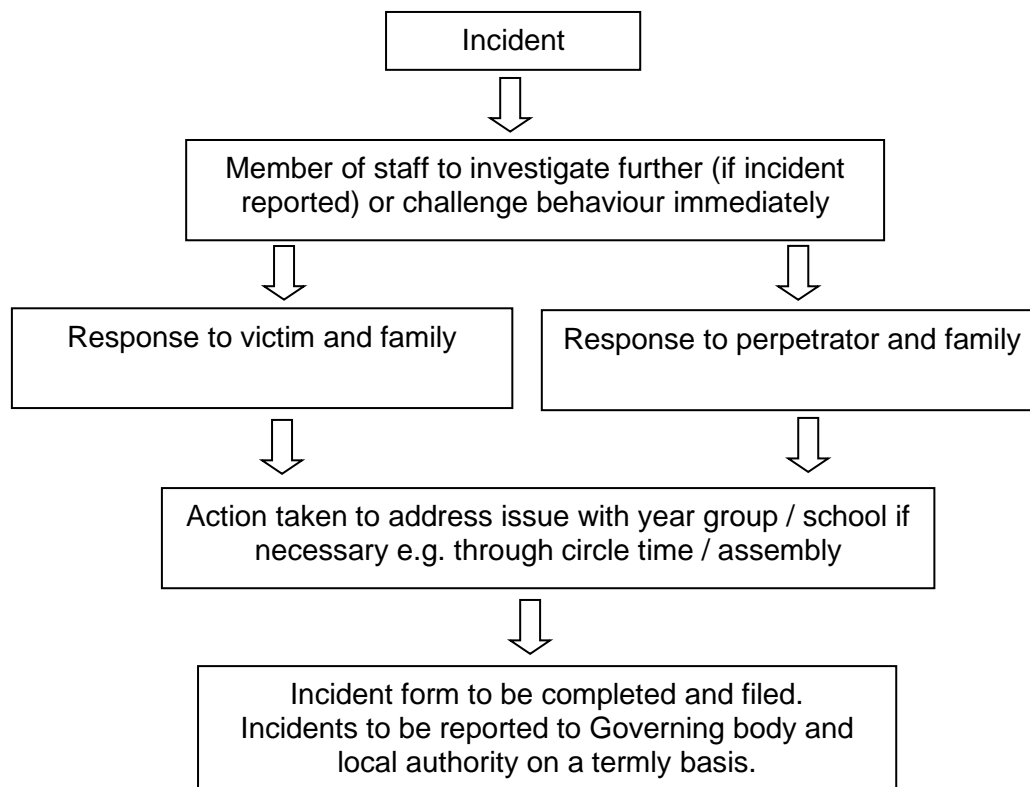 Incident
Member of staff to investigate further (if incident
reported) or challenge behaviour immediately
Response to victim and family
Response to perpetrator and family
Action taken to address issue with year group / school if
necessary e.g. through circle time / assembly
Incident form to be completed and filed.
Incidents to be reported to Governing body and
local authority on a termly basis.